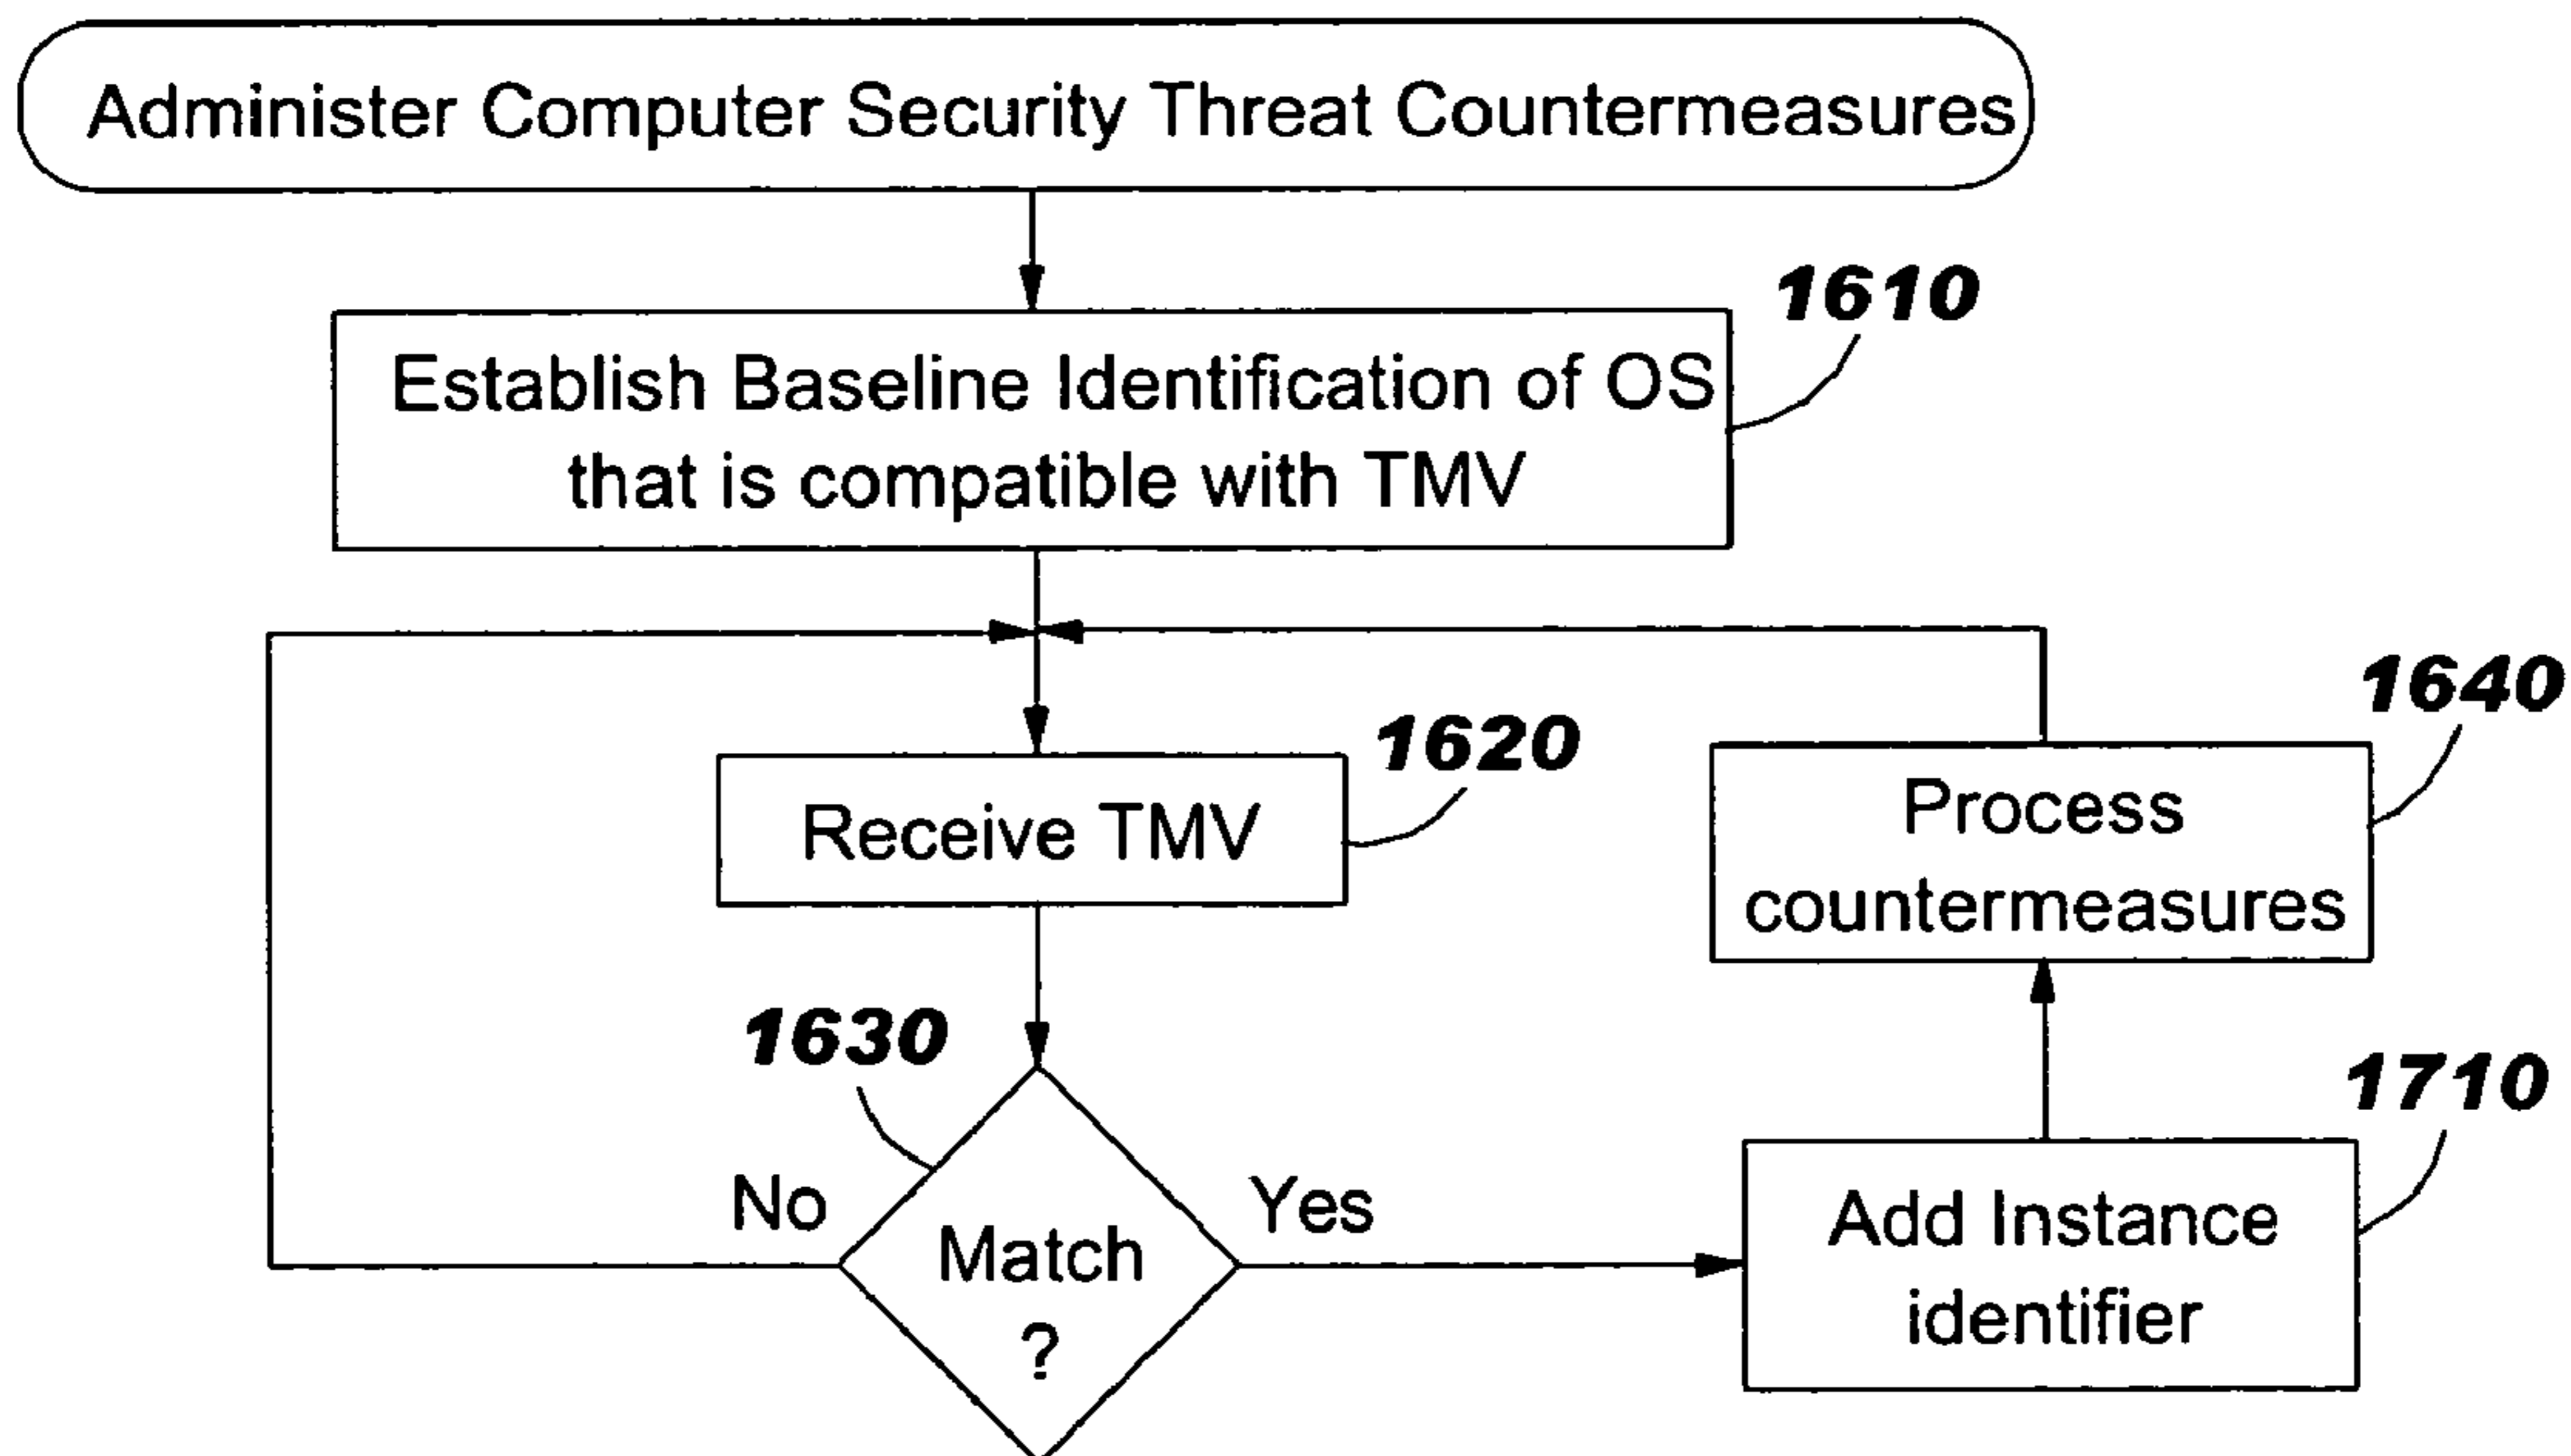 Administer Computer Security Threat Countermeasures
1610
Establish Baseline Identification of OS
that is compatible with TMV
1620
Receive TMV
1640
Process
countermeasures
1630
No
Match
?
Yes
1710
Add Instance
identifier